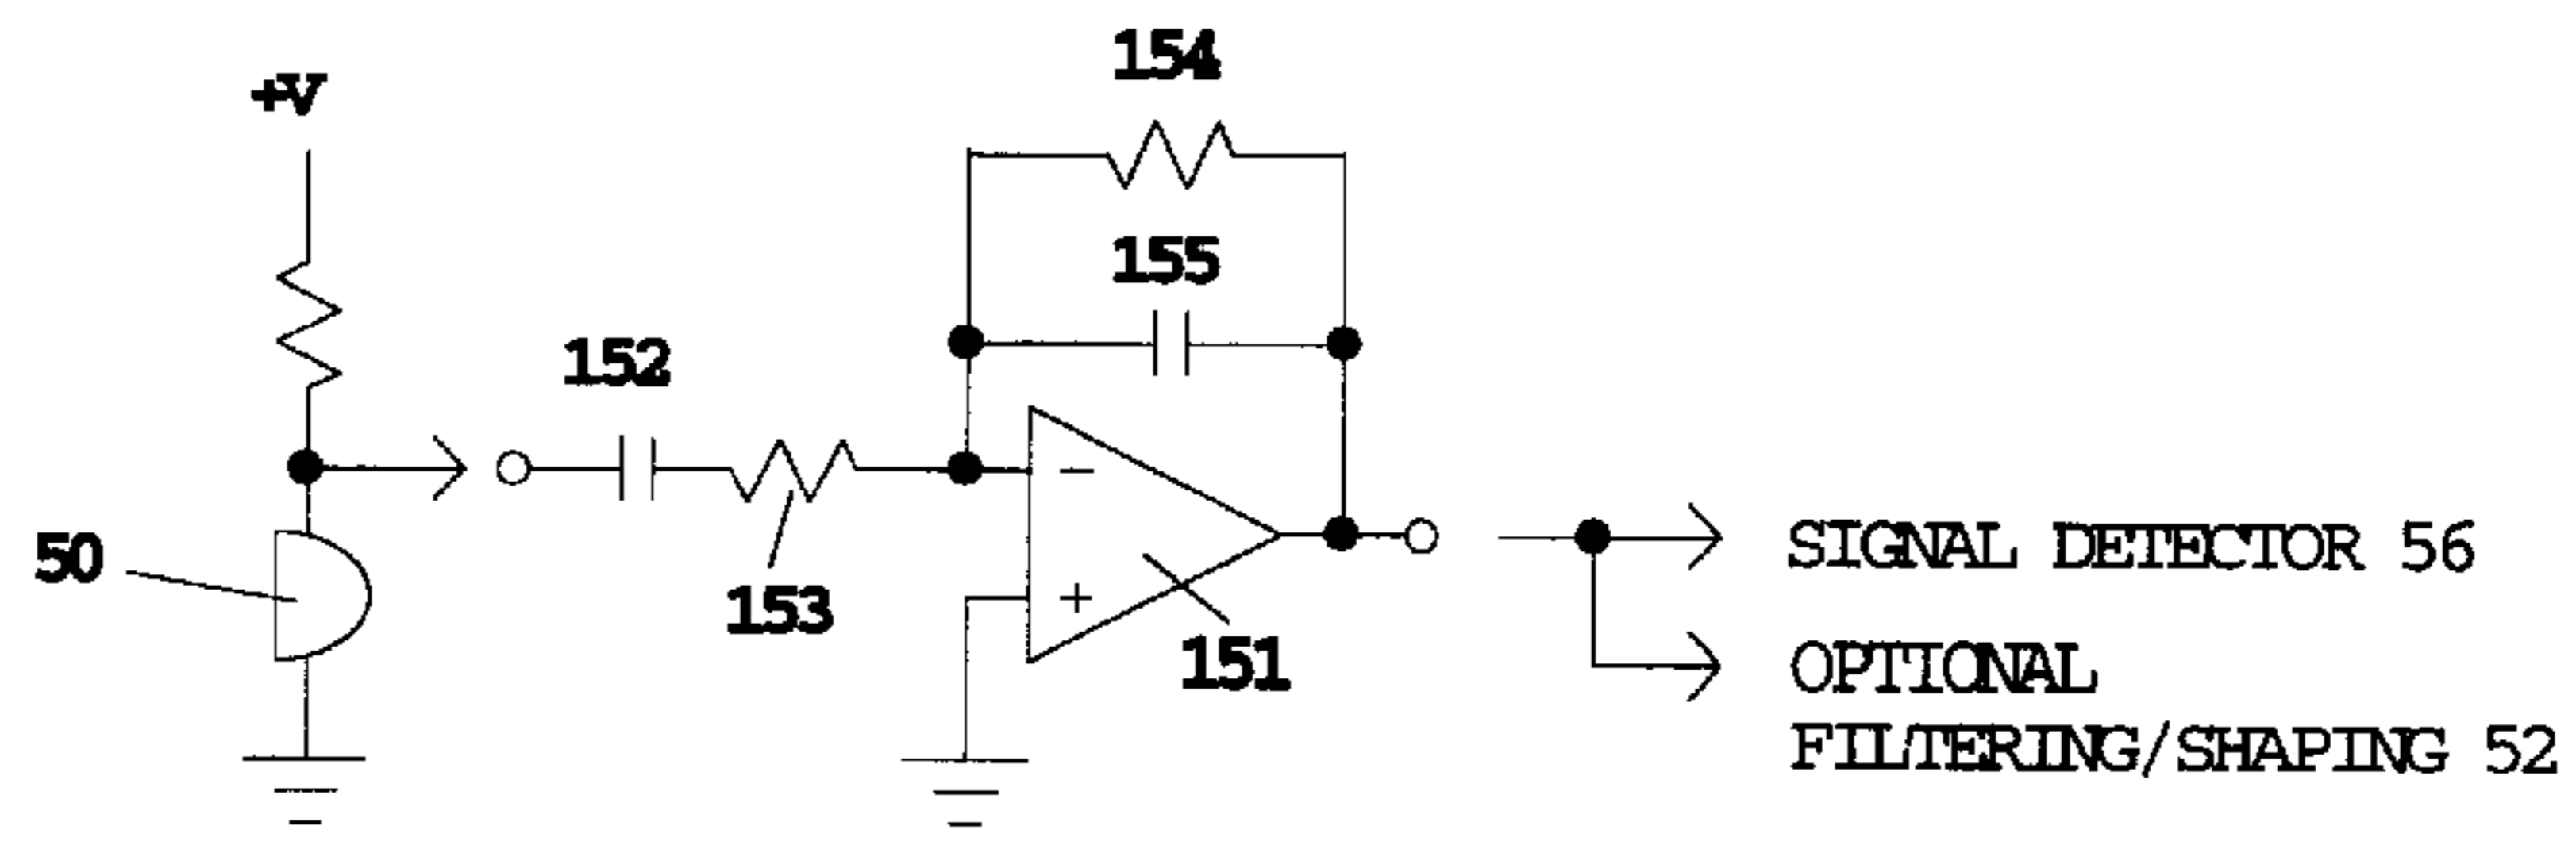 154
+V
155
152
50
153
151
−
+
SIGNAL DETECTOR 56
OPTIONAL
FILTERING/SHAPING 52